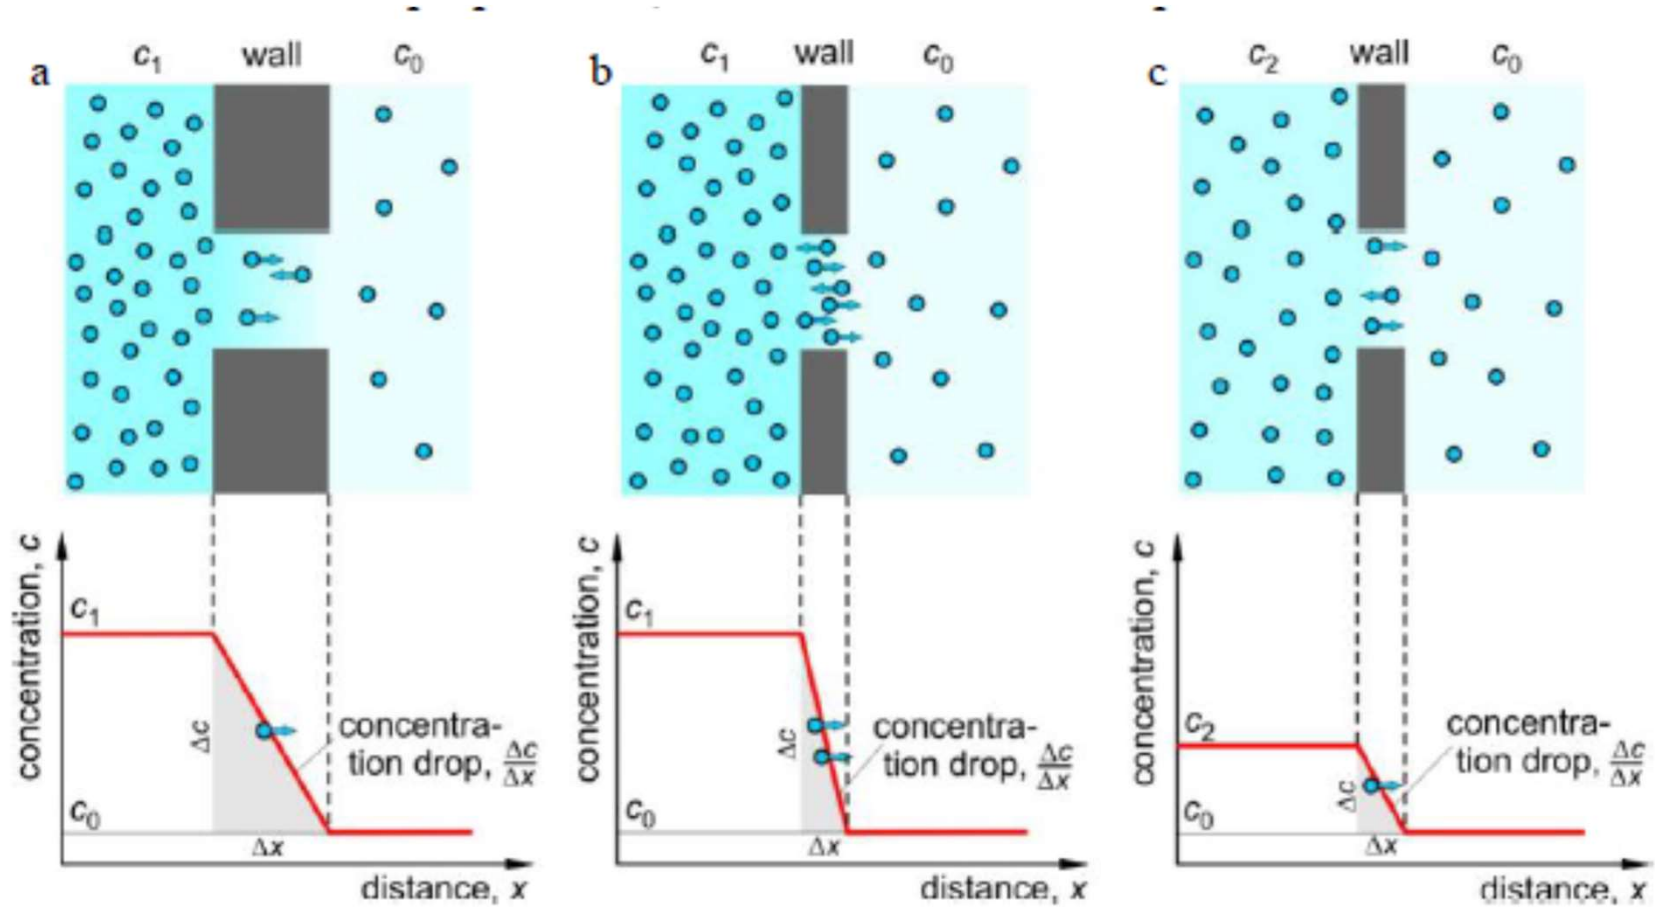 a
c₁ wall c₀
b
c₁ wall c₀
c
c₂ wall c₀
concentration, c
c₁
Δc
concentra-
tion drop, Δc/Δx
c₀
Δx
distance, x
concentration, c
c₁
Δc
concentra-
tion drop, Δc/Δx
c₀
Δx
distance, x
concentration, c
c₂
Δc
concentra-
tion drop, Δc/Δx
c₀
Δx
distance, x